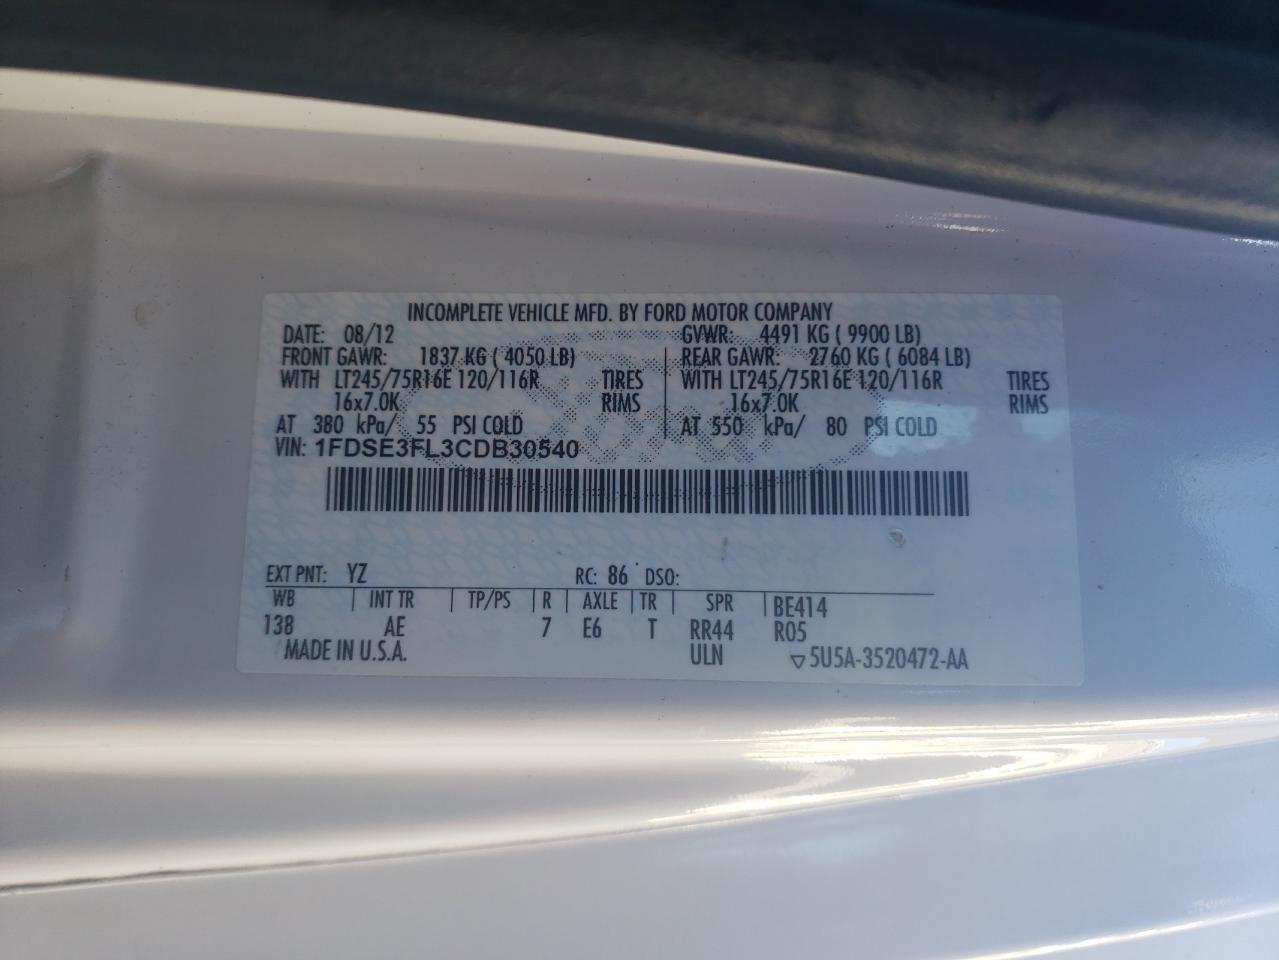 INCOMPLETE VEHICLE MFD. BY FORD MOTOR COMPANY
DATE: 08/12 GVWR: 4491 KG ( 9900 LB)
FRONT GAWR: 1837 KG ( 4050 LB) REAR GAWR: 2760 KG ( 6084 LB)
WITH LT245/75R16E 120/116R TIRES WITH LT245/75R16E 120/116R TIRES
16x7.0K RIMS 16x7.0K RIMS
AT 380 kPa/ 55 PSI COLD AT 550 kPa/ 80 PSI COLD
VIN: 1FDSE3FL3CDB30540
EXT PNT: YZ RC: 86 DSO:
WB INT TR TP/PS R AXLE TR SPR BE414
138 AE 7 E6 T RR44 R05
MADE IN U.S.A. ULN ▽5U5A-3520472-AA